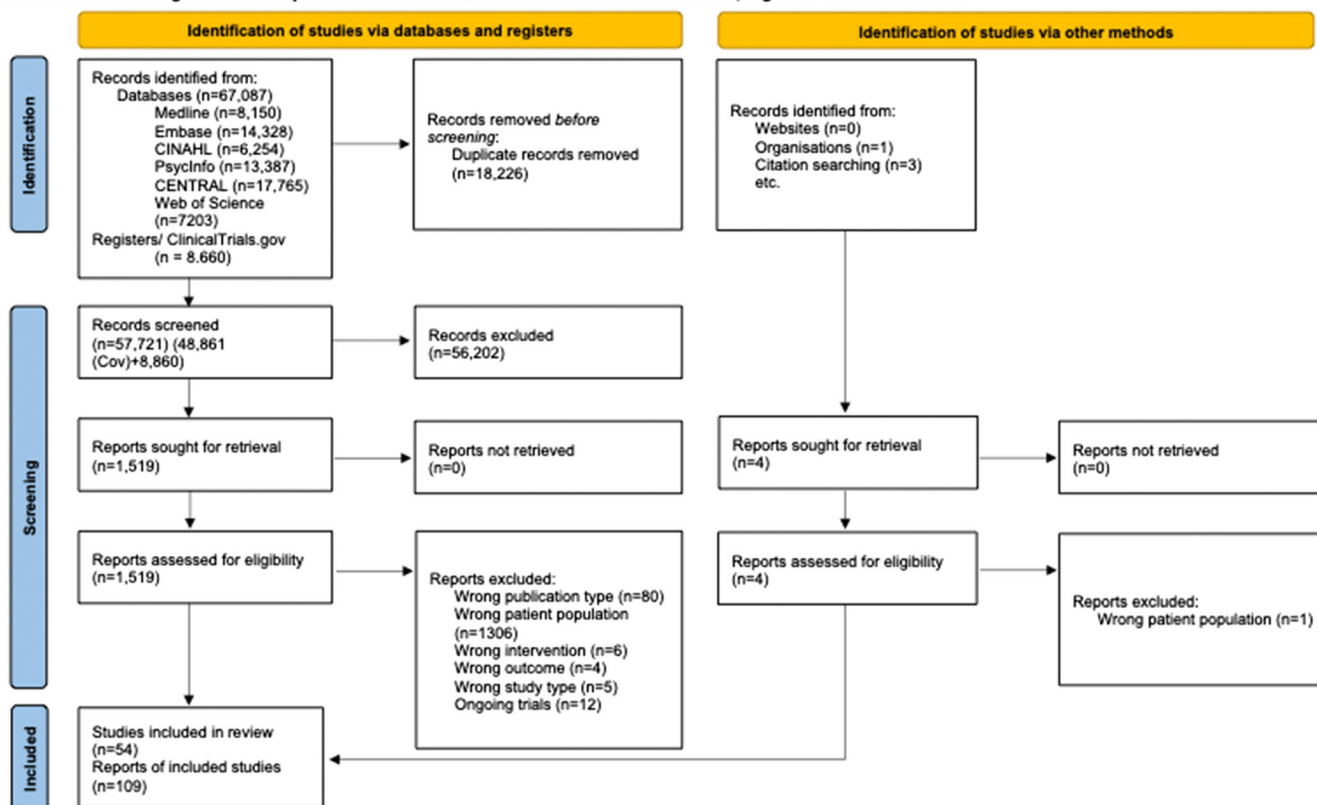 Identification of studies via databases and registers
Identification of studies via other methods
Identification
Records identified from:
Databases (n=67,087)
Medline (n=8,150)
Embase (n=14,328)
CINAHL (n=6,254)
PsycInfo (n=13,387)
CENTRAL (n=17,765)
Web of Science
(n=7203)
Registers/ ClinicalTrials.gov
(n = 8.660)
Records removed before
screening:
Duplicate records removed
(n=18,226)
Records identified from:
Websites (n=0)
Organisations (n=1)
Citation searching (n=3)
etc.
Screening
Records screened
(n=57,721) (48,861
(Cov)+8,860)
Records excluded
(n=56,202)
Reports sought for retrieval
(n=1,519)
Reports not retrieved
(n=0)
Reports sought for retrieval
(n=4)
Reports not retrieved
(n=0)
Reports assessed for eligibility
(n=1,519)
Reports excluded:
Wrong publication type (n=80)
Wrong patient population
(n=1306)
Wrong intervention (n=6)
Wrong outcome (n=4)
Wrong study type (n=5)
Ongoing trials (n=12)
Reports assessed for eligibility
(n=4)
Reports excluded:
Wrong patient population (n=1)
Included
Studies included in review
(n=54)
Reports of included studies
(n=109)